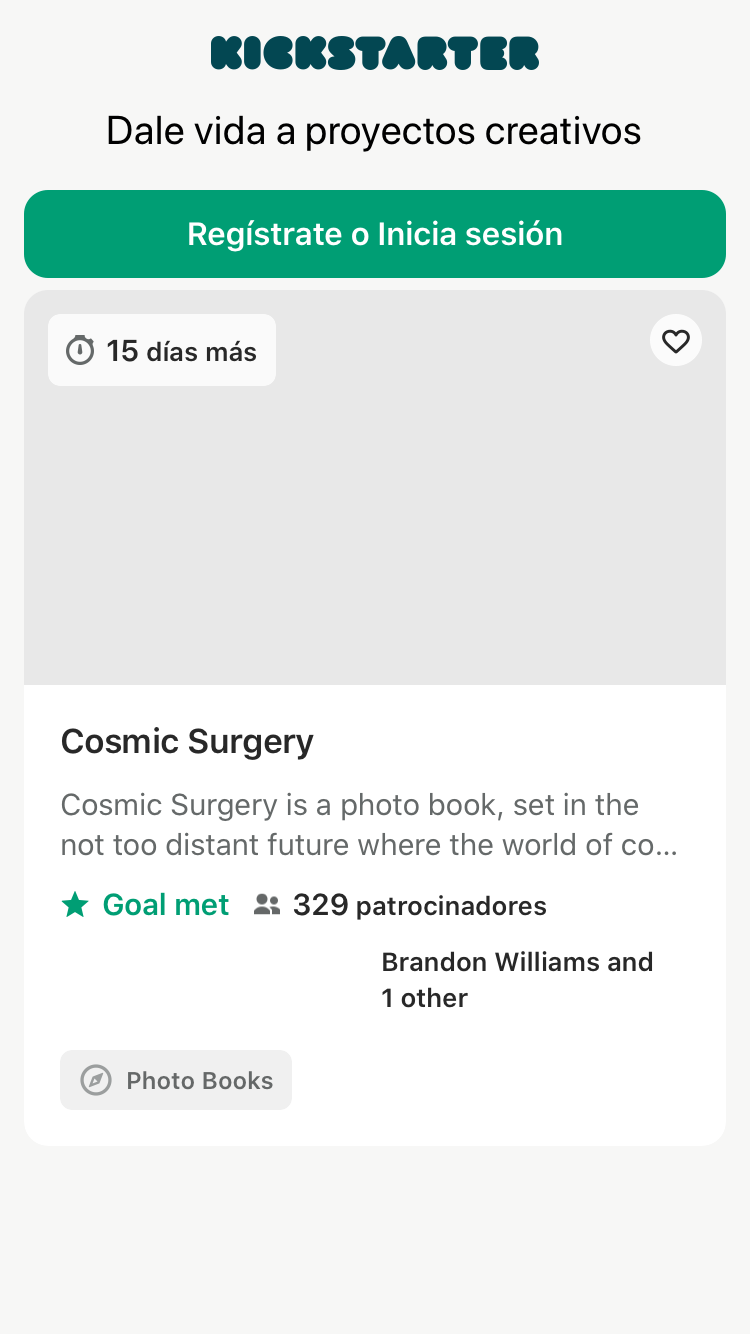 KICKSTARTER
Dale vida a proyectos creativos
Regístrate o Inicia sesión
15 días más
Cosmic Surgery
Cosmic Surgery is a photo book, set in the
not too distant future where the world of co...
Goal met 329 patrocinadores
Brandon Williams and
1 other
Photo Books